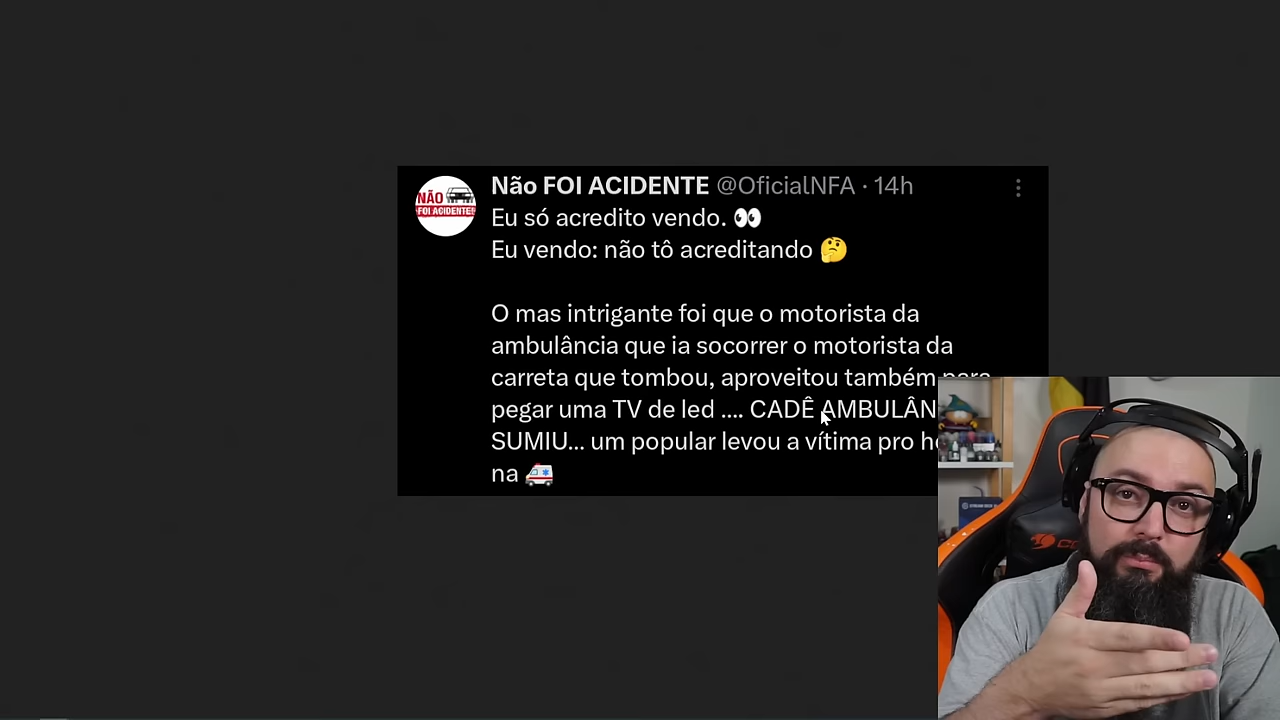 Não FOI ACIDENTE @OficialNFA · 14h
NÃO
FOI ACIDENTE!
Eu só acredito vendo. 👀
Eu vendo: não tô acreditando 🤔
O mas intrigante foi que o motorista da
ambulância que ia socorrer o motorista da
carreta que tombou, aproveitou também para
pegar uma TV de led .... CADÊ AMBULÂN
SUMIU... um popular levou a vítima pro
na 🚑